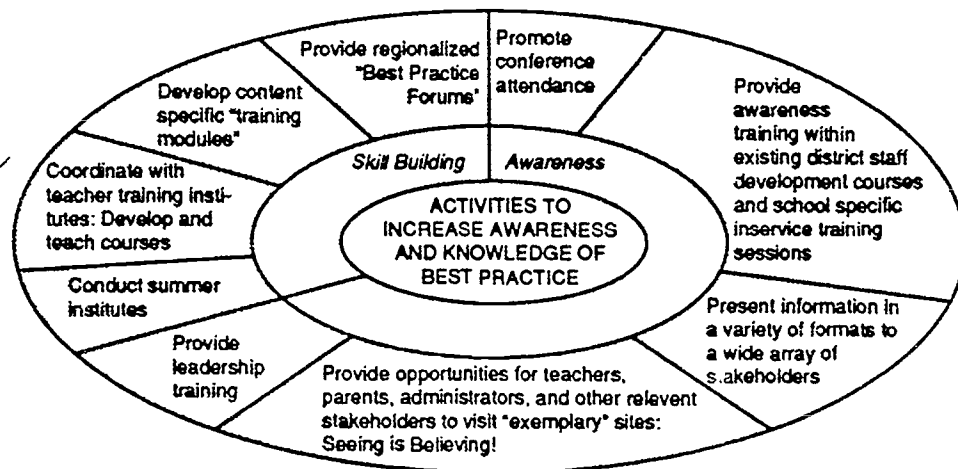 Provide regionalized
"Best Practice
Forums"
Promote
conference
attendance
Provide
awareness
training within
existing district staff
development courses
and school specific
inservice training
sessions
Present information in
a variety of formats to
a wide array of
stakeholders
Provide opportunities for teachers,
parents, administrators, and other relevent
stakeholders to visit "exemplary" sites:
Seeing is Believing!
Provide
leadership
training
Conduct summer
institutes
Coordinate with
teacher training insti-
tutes: Develop and
teach courses
Develop content
specific "training
modules"
Skill Building
Awareness
ACTIVITIES TO
INCREASE AWARENESS
AND KNOWLEDGE OF
BEST PRACTICE